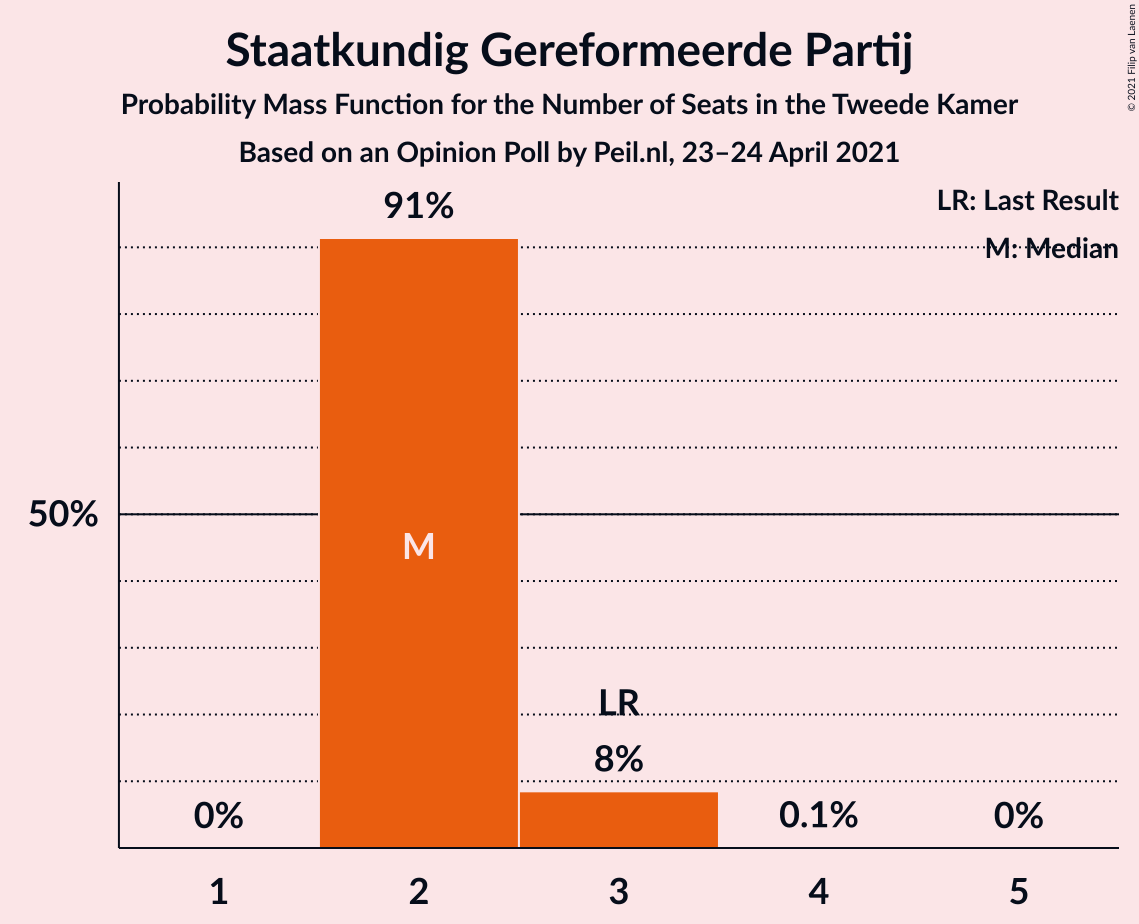 Staatkundig Gereformeerde Partij
Probability Mass Function for the Number of Seats in the Tweede Kamer
Based on an Opinion Poll by Peil.nl, 23–24 April 2021
© 2021 Filip van Laenen
LR: Last Result
M: Median
91%
50%
M
LR
8%
0%
0.1%
0%
1
2
3
4
5